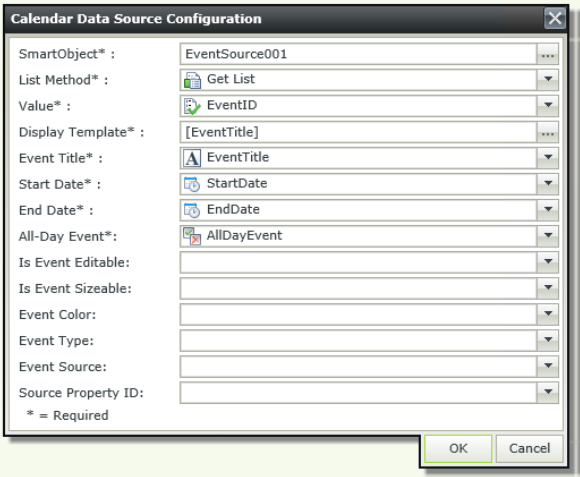 Calendar Data Source Configuration
SmartObject* : EventSource001 ...
List Method* : Get List
Value* : EventID
Display Template* : [EventTitle] ...
Event Title* : A EventTitle
Start Date* : StartDate
End Date* : EndDate
All-Day Event*: AllDayEvent
Is Event Editable:
Is Event Sizeable:
Event Color:
Event Type:
Event Source:
Source Property ID:
* = Required
OK Cancel